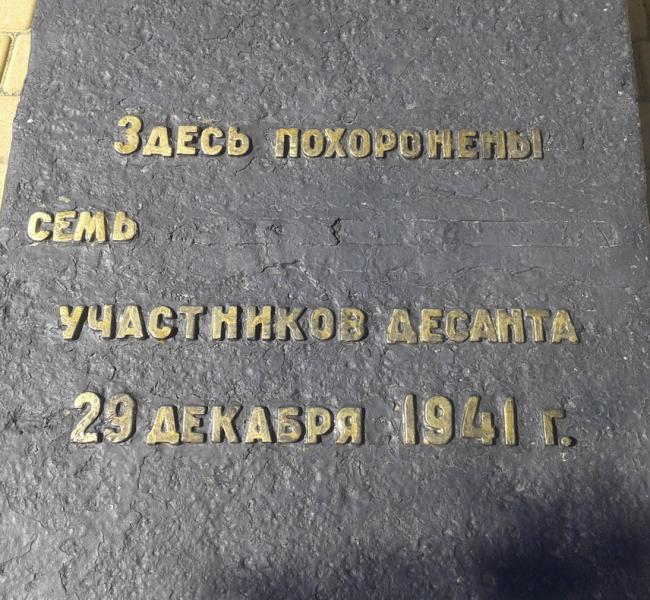 Здесь похоронены
семь
участников десанта
29 декабря 1941 г.